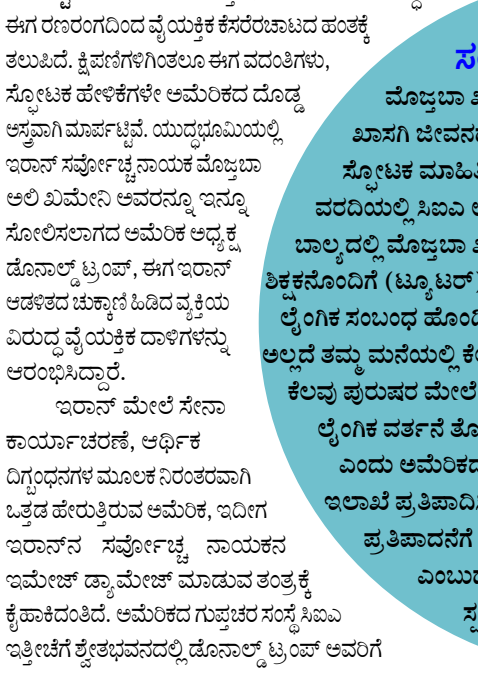 ಈಗ ರಣರಂಗದಿಂದ ವೈಯಕ್ತಿಕ ಕೆಸರೆರಚಾಟದ ಹಂತಕ್ಕೆ
ತಲುಪಿದೆ. ಕ್ಷಿಪಣಿಗಳಿಗಿಂತಲೂ ಈಗ ವದಂತಿಗಳು,
ಸ್ಫೋಟಕ ಹೇಳಿಕೆಗಳೇ ಅಮೆರಿಕದ ದೊಡ್ಡ
ಅಸ್ತ್ರವಾಗಿ ಮಾರ್ಪಟ್ಟಿವೆ. ಯುದ್ಧಭೂಮಿಯಲ್ಲಿ
ಇರಾನ್ ಸರ್ವೋಚ್ಚ ನಾಯಕ ಮೊಜ್ತಬಾ
ಅಲಿ ಖಮೇನಿ ಅವರನ್ನೂ ಇನ್ನೂ
ಸೋಲಿಸಲಾಗದ ಅಮೆರಿಕ ಅಧ್ಯಕ್ಷ
ಡೊನಾಲ್ಡ್ ಟ್ರಂಪ್, ಈಗ ಇರಾನ್
ಆಡಳಿತದ ಚುಕ್ಕಾಣಿ ಹಿಡಿದ ವ್ಯಕ್ತಿಯ
ವಿರುದ್ಧ ವೈಯಕ್ತಿಕ ದಾಳಿಗಳನ್ನು
ಆರಂಭಿಸಿದ್ದಾರೆ.
ಇರಾನ್ ಮೇಲೆ ಸೇನಾ
ಕಾರ್ಯಾಚರಣೆ, ಆರ್ಥಿಕ
ದಿಗ್ಬಂಧನಗಳ ಮೂಲಕ ನಿರಂತರವಾಗಿ
ಒತ್ತಡ ಹೇರುತ್ತಿರುವ ಅಮೆರಿಕ, ಇದೀಗ
ಇರಾನ್‌ನ ಸರ್ವೋಚ್ಚ ನಾಯಕನ
ಇಮೇಜ್ ಡ್ಯಾಮೇಜ್ ಮಾಡುವ ತಂತ್ರಕ್ಕೆ
ಕೈಹಾಕಿದಂತಿದೆ. ಅಮೆರಿಕದ ಗುಪ್ತಚರ ಸಂಸ್ಥೆ ಸಿಐಎ
ಇತ್ತೀಚೆಗೆ ಶ್ವೇತಭವನದಲ್ಲಿ ಡೊನಾಲ್ಡ್ ಟ್ರಂಪ್ ಅವರಿಗೆ
ಮೊಜ್ತಬಾ
ಖಾಸಗಿ ಜೀವನದ
ಸ್ಫೋಟಕ
ವರದಿಯಲ್ಲಿ ಸಿಐಎ
ಬಾಲ್ಯದಲ್ಲಿ ಮೊಜ್ತಬಾ
ಶಿಕ್ಷಕನೊಂದಿಗೆ (ಟ್ಯೂಟರ್)
ಲೈಂಗಿಕ ಸಂಬಂಧ
ಅಲ್ಲದೆ ತಮ್ಮ ಮನೆಯಲ್ಲಿ
ಕೆಲವು ಪುರುಷರ ಮೇಲೆ
ಲೈಂಗಿಕ ವರ್ತನೆ
ಎಂದು ಅಮೆರಿಕದ
ಇಲಾಖೆ
ಪ್ರತಿಪಾದನೆಗೆ